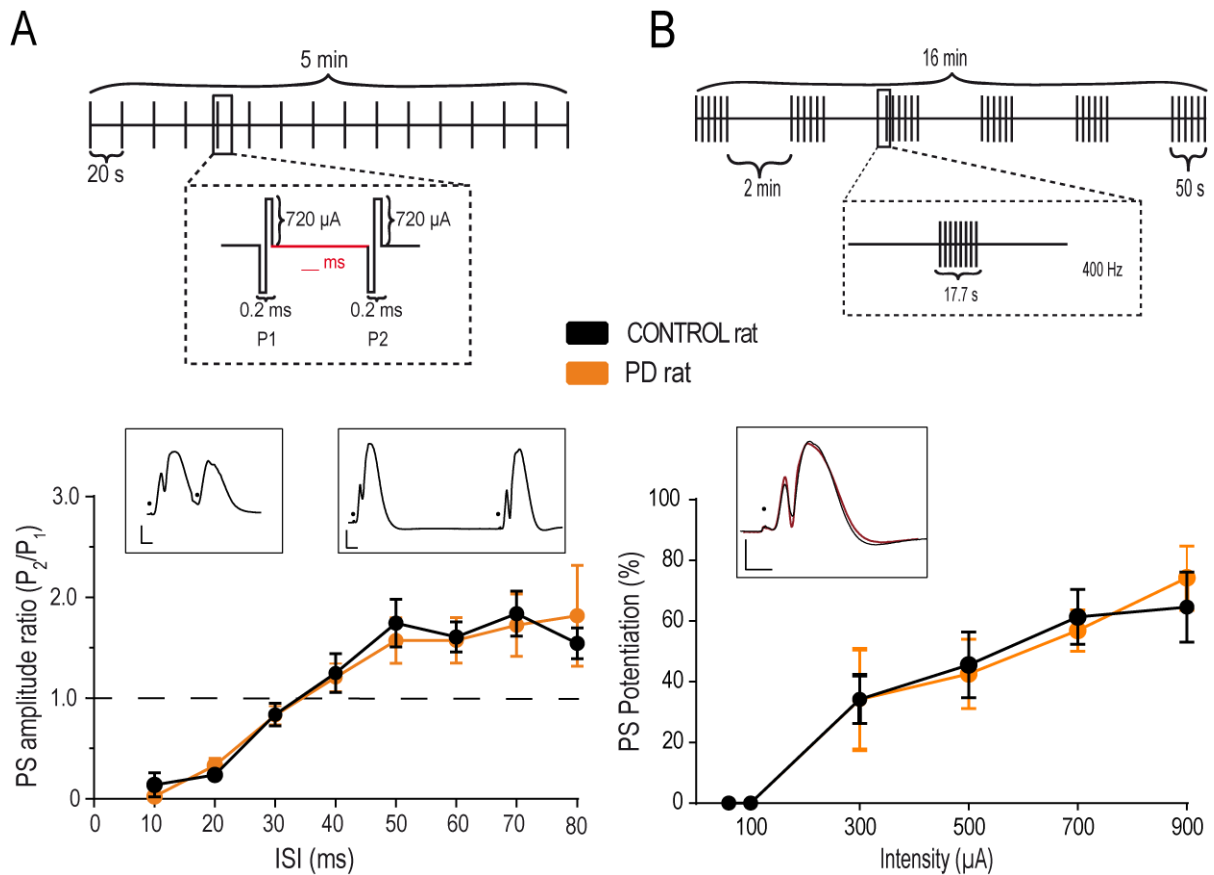 A
5 min
20 s
720 µA
720 µA
__ ms
0.2 ms
0.2 ms
P1
P2
B
16 min
2 min
50 s
400 Hz
17.7 s
CONTROL rat
PD rat
PS amplitude ratio (P2/P1)
3.0
2.0
1.0
0
0 10 20 30 40 50 60 70 80
ISI (ms)
PS Potentiation (%)
100
80
60
40
20
0
100 300 500 700 900
Intensity (µA)